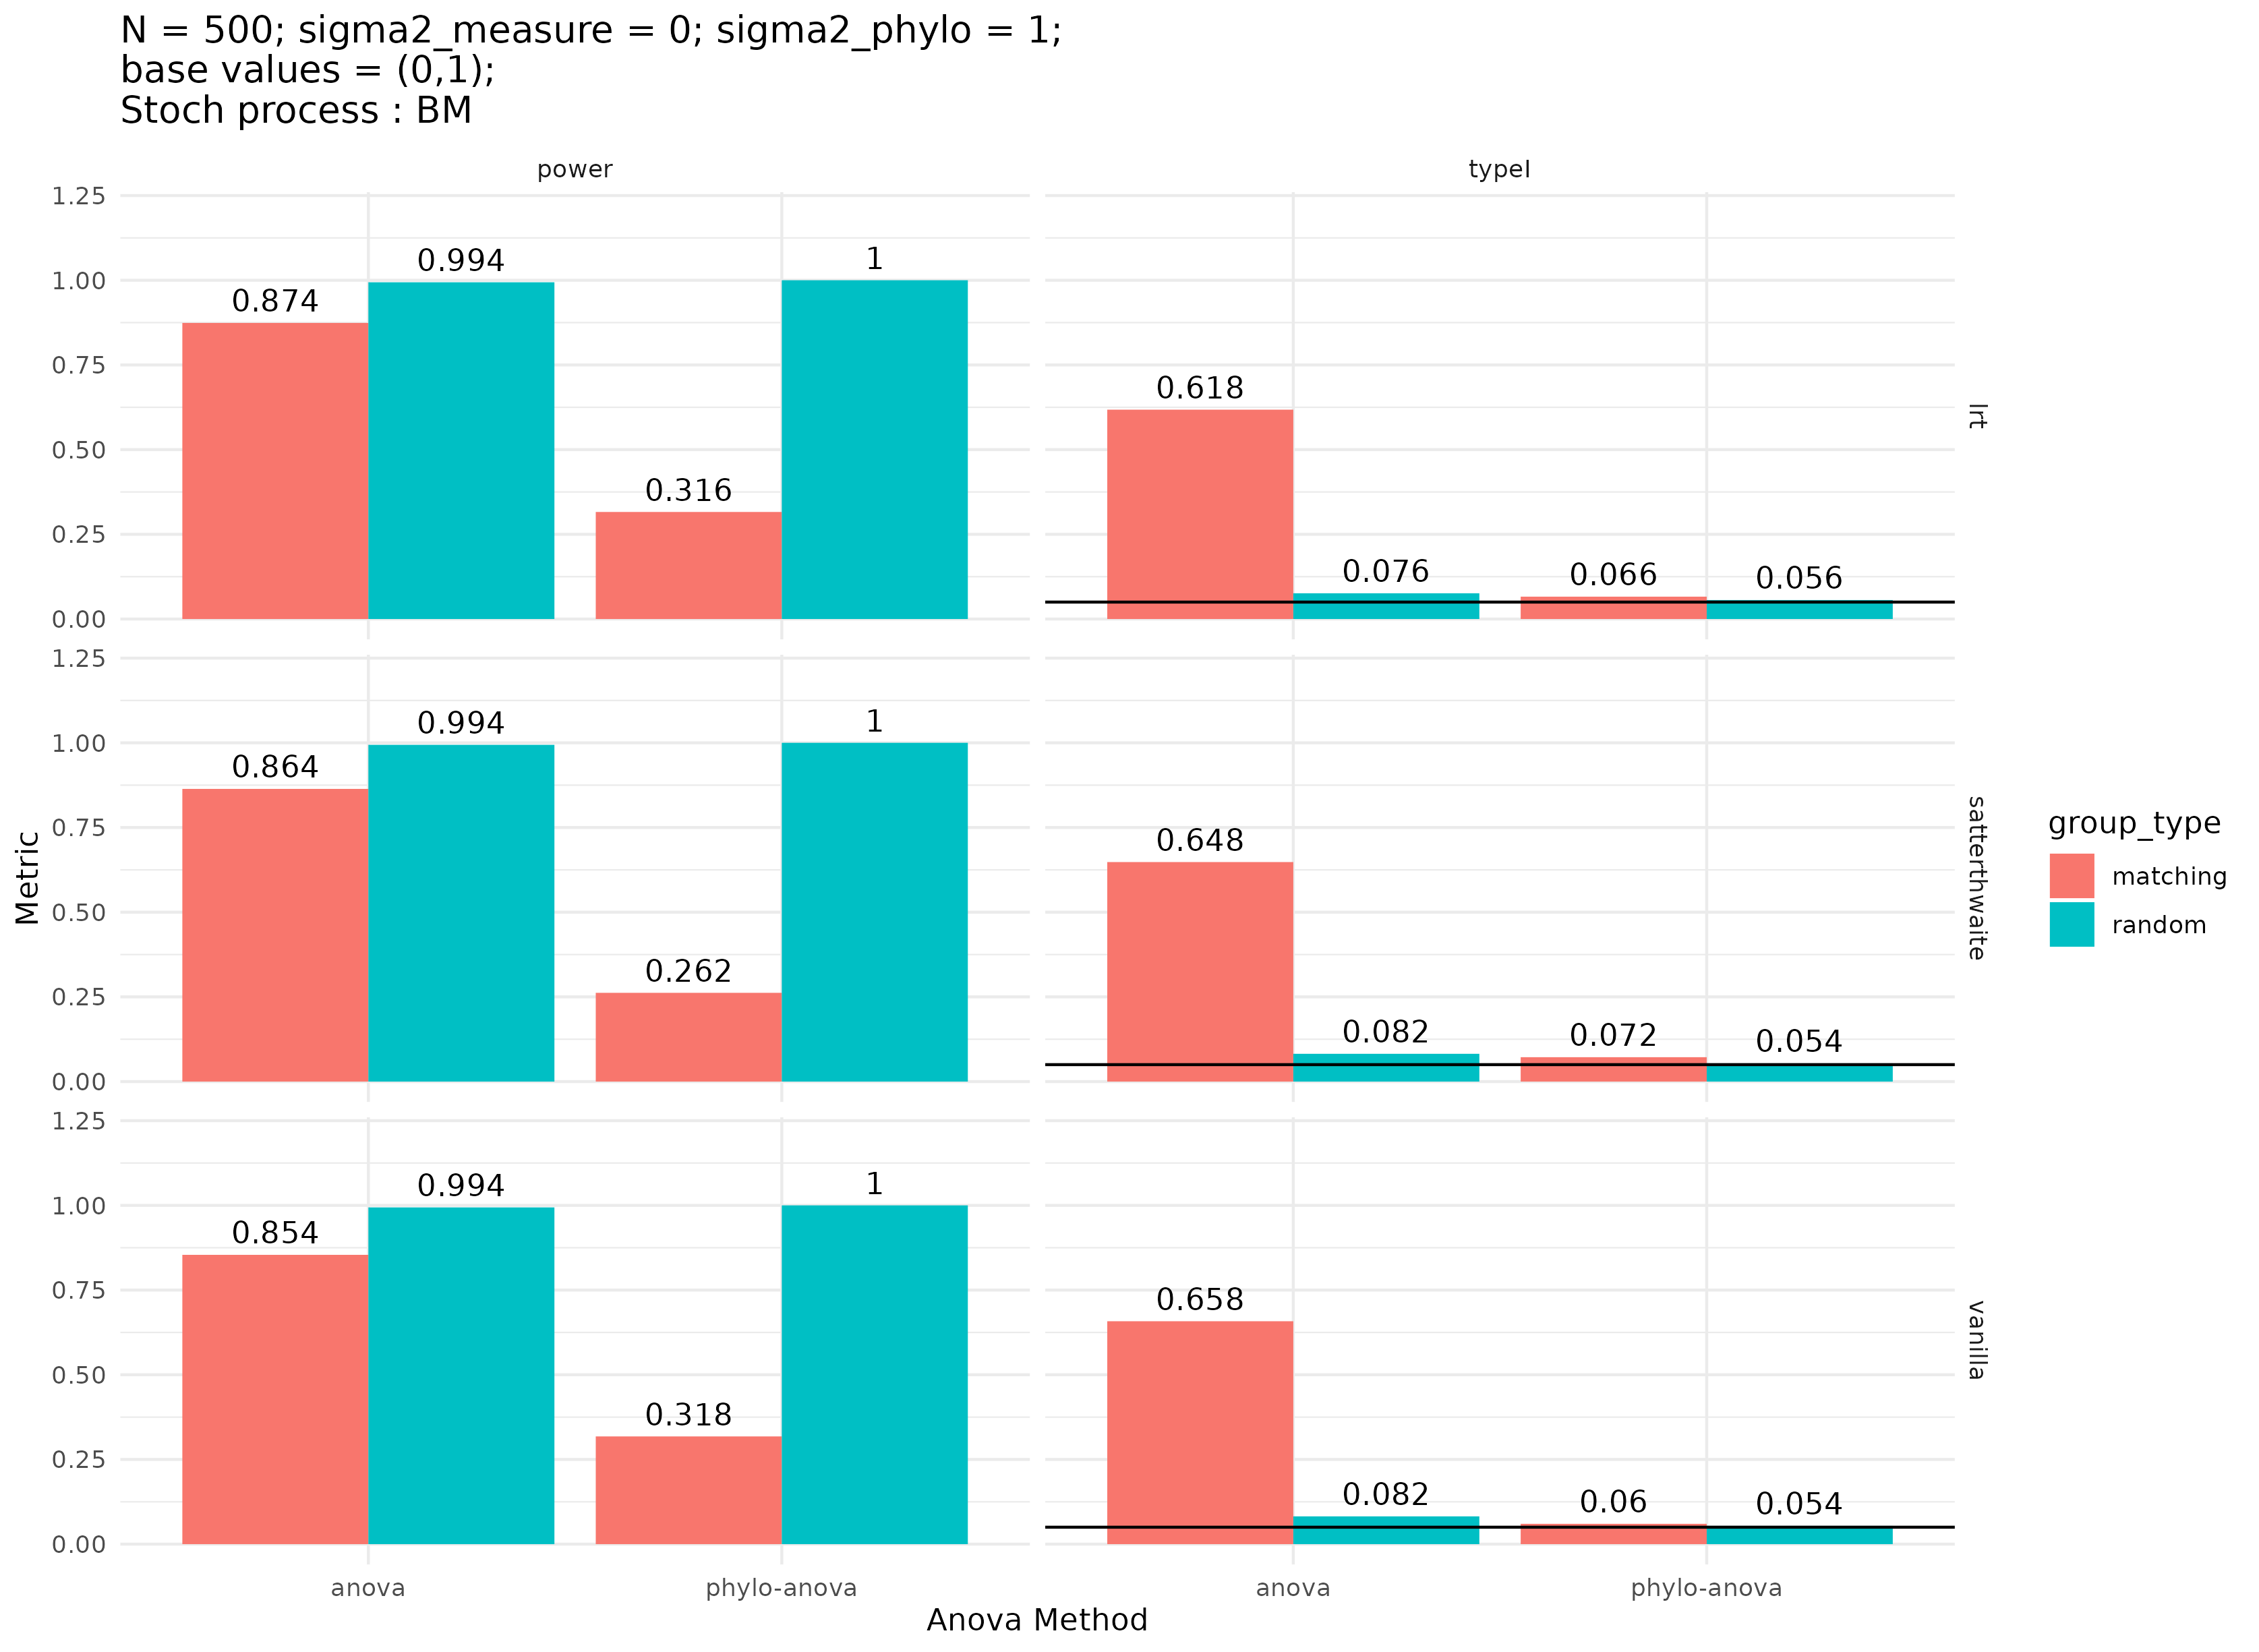 N = 500; sigma2_measure = 0; sigma2_phylo = 1;
base values = (0,1);
Stoch process : BM
power
typeI
1.25
1.00
0.75
0.50
0.25
0.00
0.874
0.994
0.316
1
0.618
0.076
0.066
0.056
lrt
1.25
1.00
0.75
0.50
0.25
0.00
0.864
0.994
0.262
1
0.648
0.082
0.072
0.054
satterthwaite
1.25
1.00
0.75
0.50
0.25
0.00
0.854
0.994
0.318
1
0.658
0.082
0.06
0.054
vanilla
anova
phylo-anova
anova
phylo-anova
Anova Method
Metric
group_type
matching
random